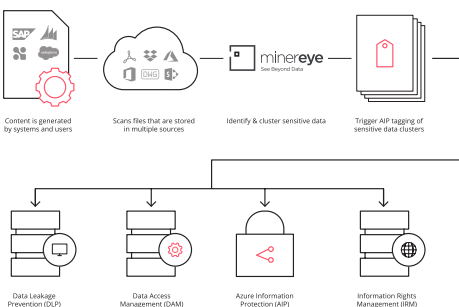 SAP
salesforce
DWG
minereye
See Beyond Data
Content is generated
by systems and users
Scans files that are stored
in multiple sources
Identify & cluster sensitive data
Trigger AIP tagging of
sensitive data clusters
Data Leakage
Prevention (DLP)
Data Access
Management (DAM)
Azure Information
Protection (AIP)
Information Rights
Management (IRM)